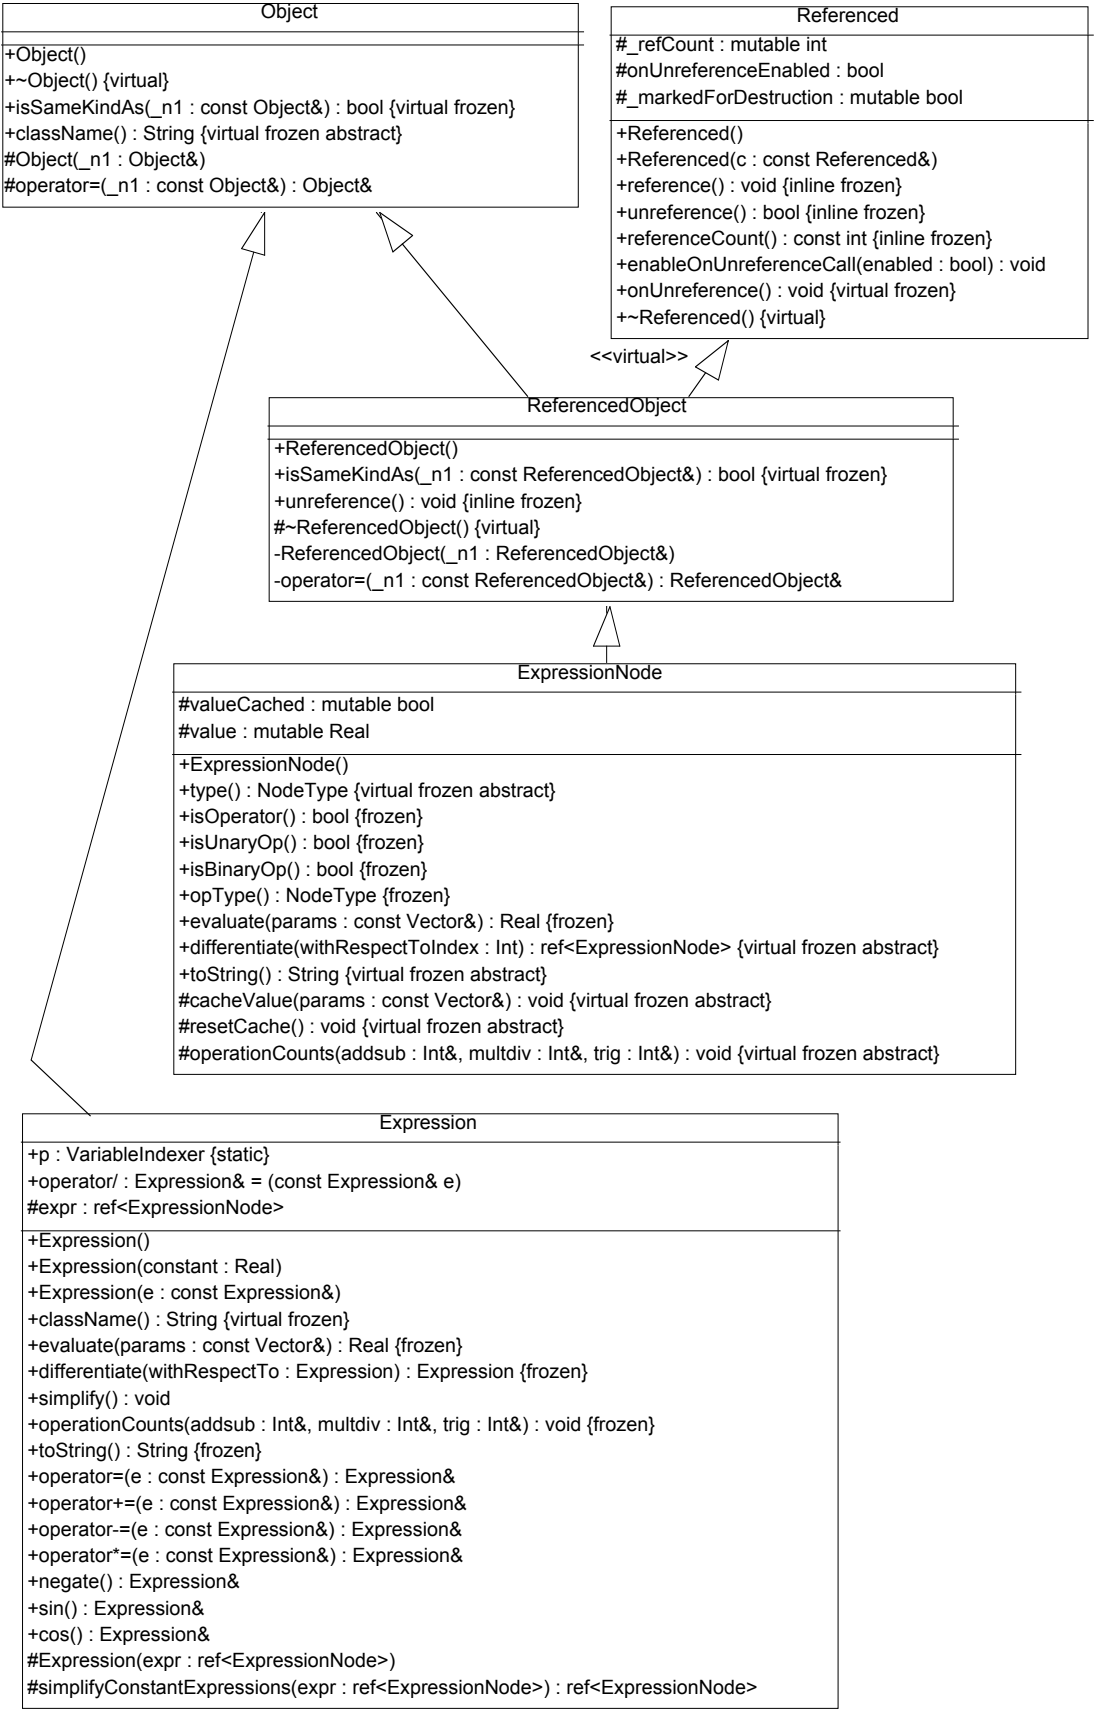 Object
+Object()
+~Object() {virtual}
+isSameKindAs(_n1 : const Object&) : bool {virtual frozen}
+className() : String {virtual frozen abstract}
#Object(_n1 : Object&)
#operator=(_n1 : const Object&) : Object&
Referenced
#_refCount : mutable int
#onUnreferenceEnabled : bool
#_markedForDestruction : mutable bool
+Referenced()
+Referenced(c : const Referenced&)
+reference() : void {inline frozen}
+unreference() : bool {inline frozen}
+referenceCount() : const int {inline frozen}
+enableOnUnreferenceCall(enabled : bool) : void
+onUnreference() : void {virtual frozen}
+~Referenced() {virtual}
<<virtual>>
ReferencedObject
+ReferencedObject()
+isSameKindAs(_n1 : const ReferencedObject&) : bool {virtual frozen}
+unreference() : void {inline frozen}
#~ReferencedObject() {virtual}
-ReferencedObject(_n1 : ReferencedObject&)
-operator=(_n1 : const ReferencedObject&) : ReferencedObject&
ExpressionNode
#valueCached : mutable bool
#value : mutable Real
+ExpressionNode()
+type() : NodeType {virtual frozen abstract}
+isOperator() : bool {frozen}
+isUnaryOp() : bool {frozen}
+isBinaryOp() : bool {frozen}
+opType() : NodeType {frozen}
+evaluate(params : const Vector&) : Real {frozen}
+differentiate(withRespectToIndex : Int) : ref<ExpressionNode> {virtual frozen abstract}
+toString() : String {virtual frozen abstract}
#cacheValue(params : const Vector&) : void {virtual frozen abstract}
#resetCache() : void {virtual frozen abstract}
#operationCounts(addsub : Int&, multdiv : Int&, trig : Int&) : void {virtual frozen abstract}
Expression
+p : VariableIndexer {static}
+operator/ : Expression& = (const Expression& e)
#expr : ref<ExpressionNode>
+Expression()
+Expression(constant : Real)
+Expression(e : const Expression&)
+className() : String {virtual frozen}
+evaluate(params : const Vector&) : Real {frozen}
+differentiate(withRespectTo : Expression) : Expression {frozen}
+simplify() : void
+operationCounts(addsub : Int&, multdiv : Int&, trig : Int&) : void {frozen}
+toString() : String {frozen}
+operator=(e : const Expression&) : Expression&
+operator+=(e : const Expression&) : Expression&
+operator-=(e : const Expression&) : Expression&
+operator*=(e : const Expression&) : Expression&
+negate() : Expression&
+sin() : Expression&
+cos() : Expression&
#Expression(expr : ref<ExpressionNode>)
#simplifyConstantExpressions(expr : ref<ExpressionNode>) : ref<ExpressionNode>